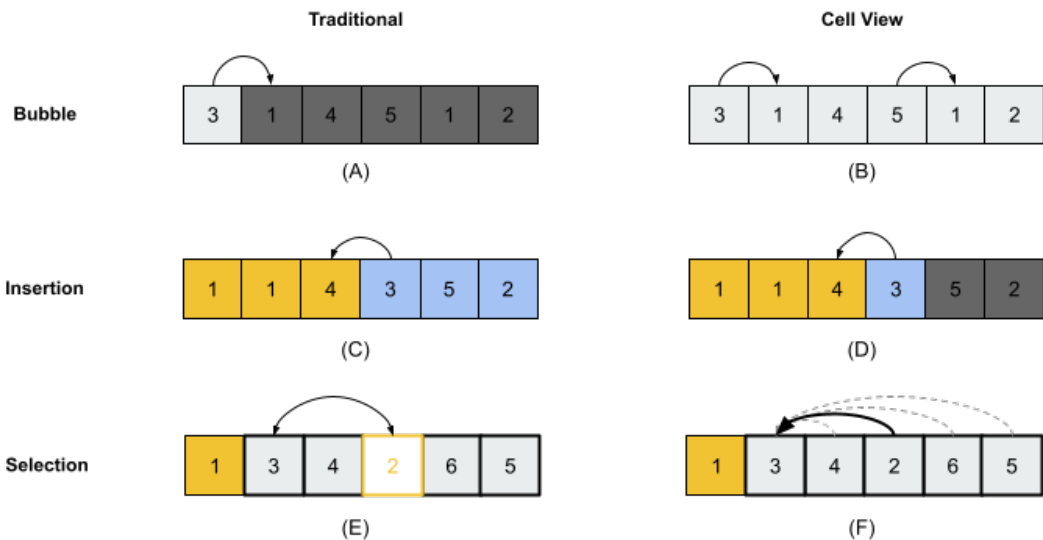 Traditional Cell View
Bubble 3 1 4 5 1 2 3 1 4 5 1 2
(A) (B)
Insertion 1 1 4 3 5 2 1 1 4 3 5 2
(C) (D)
Selection 1 3 4 2 6 5 1 3 4 2 6 5
(E) (F)